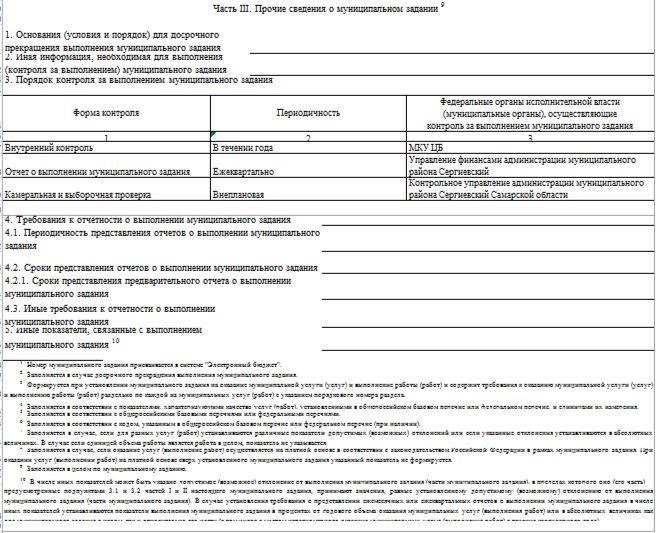 Часть III. Прочие сведения о муниципальном задании 9
1. Основания (условия и порядок) для досрочного
прекращения выполнения муниципального задания
2. Иная информация, необходимая для выполнения
(контроля за выполнением) муниципального задания
3. Порядок контроля за выполнением муниципального задания
Форма контроля
Периодичность
Федеральные органы исполнительной власти
(муниципальные органы), осуществляющие
контроль за выполнением муниципального задания
1
2
3
Внутренний контроль
В течении года
МКУ ЦБ
Отчет о выполнении муниципального задания
Ежеквартально
Управление финансами администрации муниципального
района Сергиевский
Камеральная и выборочная проверка
Внеплановая
Контрольное управление администрации муниципального
района Сергиевский Самарской области
4. Требования к отчетности о выполнении муниципального задания
4.1. Периодичность представления отчетов о выполнении муниципального
задания
4.2. Сроки представления отчетов о выполнении муниципального задания
4.2.1. Сроки представления предварительного отчета о выполнении
муниципального задания
4.3. Иные требования к отчетности о выполнении
муниципального задания
5. Иные показатели, связанные с выполнением
муниципального задания 10
1 Номер муниципального задания присваивается в системе "Электронный бюджет".
2 Заполняется в случае досрочного прекращения выполнения муниципального задания.
3 Формируется при установлении муниципального задания на оказание муниципальной услуги (услуг) и выполнение работы (работ) и содержит требования к оказанию муниципальной услуги (услуг)
и выполнению работы (работ) раздельно по каждой из муниципальных услуг (работ) с указанием порядкового номера раздела.
4 Заполняется в соответствии с показателями, характеризующими качество услуг (работ), установленными в общероссийском базовом перечне или федеральном перечне, и единицами их измерения.
5 Заполняется в соответствии с общероссийскими базовыми перечнями или федеральными перечнями.
6 Заполняется в соответствии с кодом, указанным в общероссийском базовом перечне или федеральном перечне (при наличии).
7 Заполняется в случае, если для разных услуг (работ) устанавливаются различные показатели допустимых (возможных) отклонений или если указанные отклонения устанавливаются в абсолютных
величинах. В случае если единицей объема работы является работа в целом, показатель не указывается.
8 Заполняется в случае, если оказание услуг (выполнение работ) осуществляется на платной основе в соответствии с законодательством Российской Федерации в рамках муниципального задания. При
оказании услуг (выполнении работ) на платной основе сверх установленного муниципального задания указанный показатель не формируется.
9 Заполняется в целом по муниципальному заданию.
10 В числе иных показателей может быть указано допустимое (возможное) отклонение от выполнения муниципального задания (части муниципального задания), в пределах которого оно (его часть)
предусмотренные подпунктами 3.1 и 3.2 частей I и II настоящего муниципального задания, принимают значения, равные установленному допустимому (возможному) отклонению от выполнения
муниципального задания (части муниципального задания). В случае установления требования о представлении ежемесячных или ежеквартальных отчетов о выполнении муниципального задания в числе
иных показателей устанавливаются показатели выполнения муниципального задания в процентах от годового объема оказания муниципальных услуг (выполнения работ) или в абсолютных величинах как